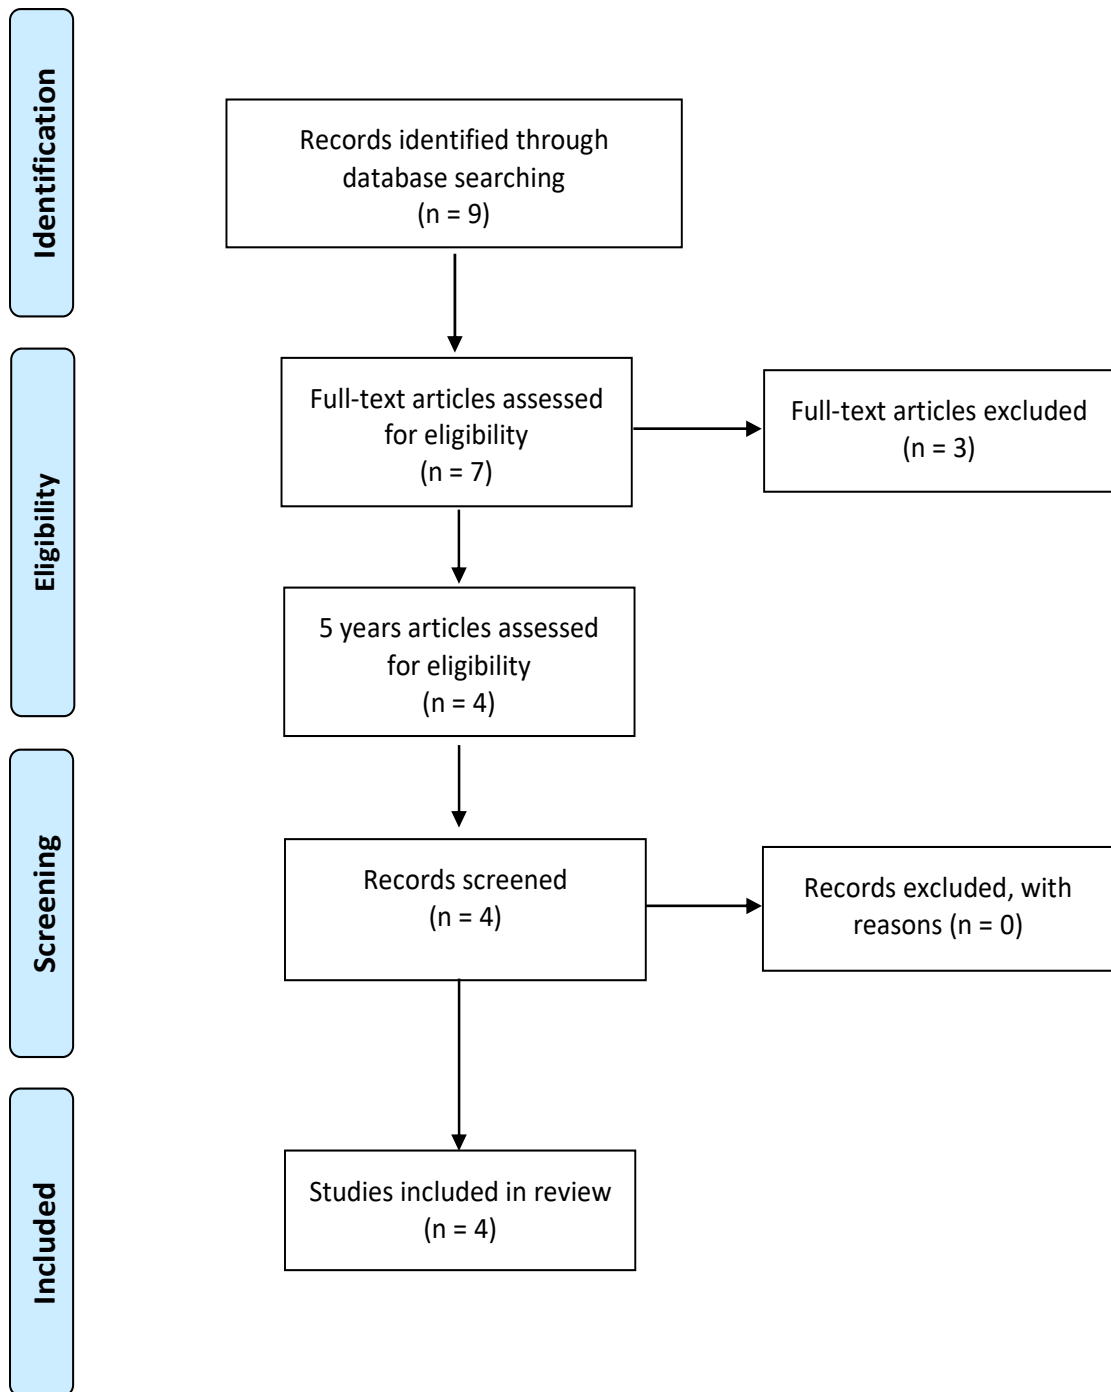 Identification
Records identified through
database searching
(n = 9)
Eligibility
Full-text articles assessed
for eligibility
(n = 7)
Full-text articles excluded
(n = 3)
5 years articles assessed
for eligibility
(n = 4)
Screening
Records screened
(n = 4)
Records excluded, with
reasons (n = 0)
Included
Studies included in review
(n = 4)